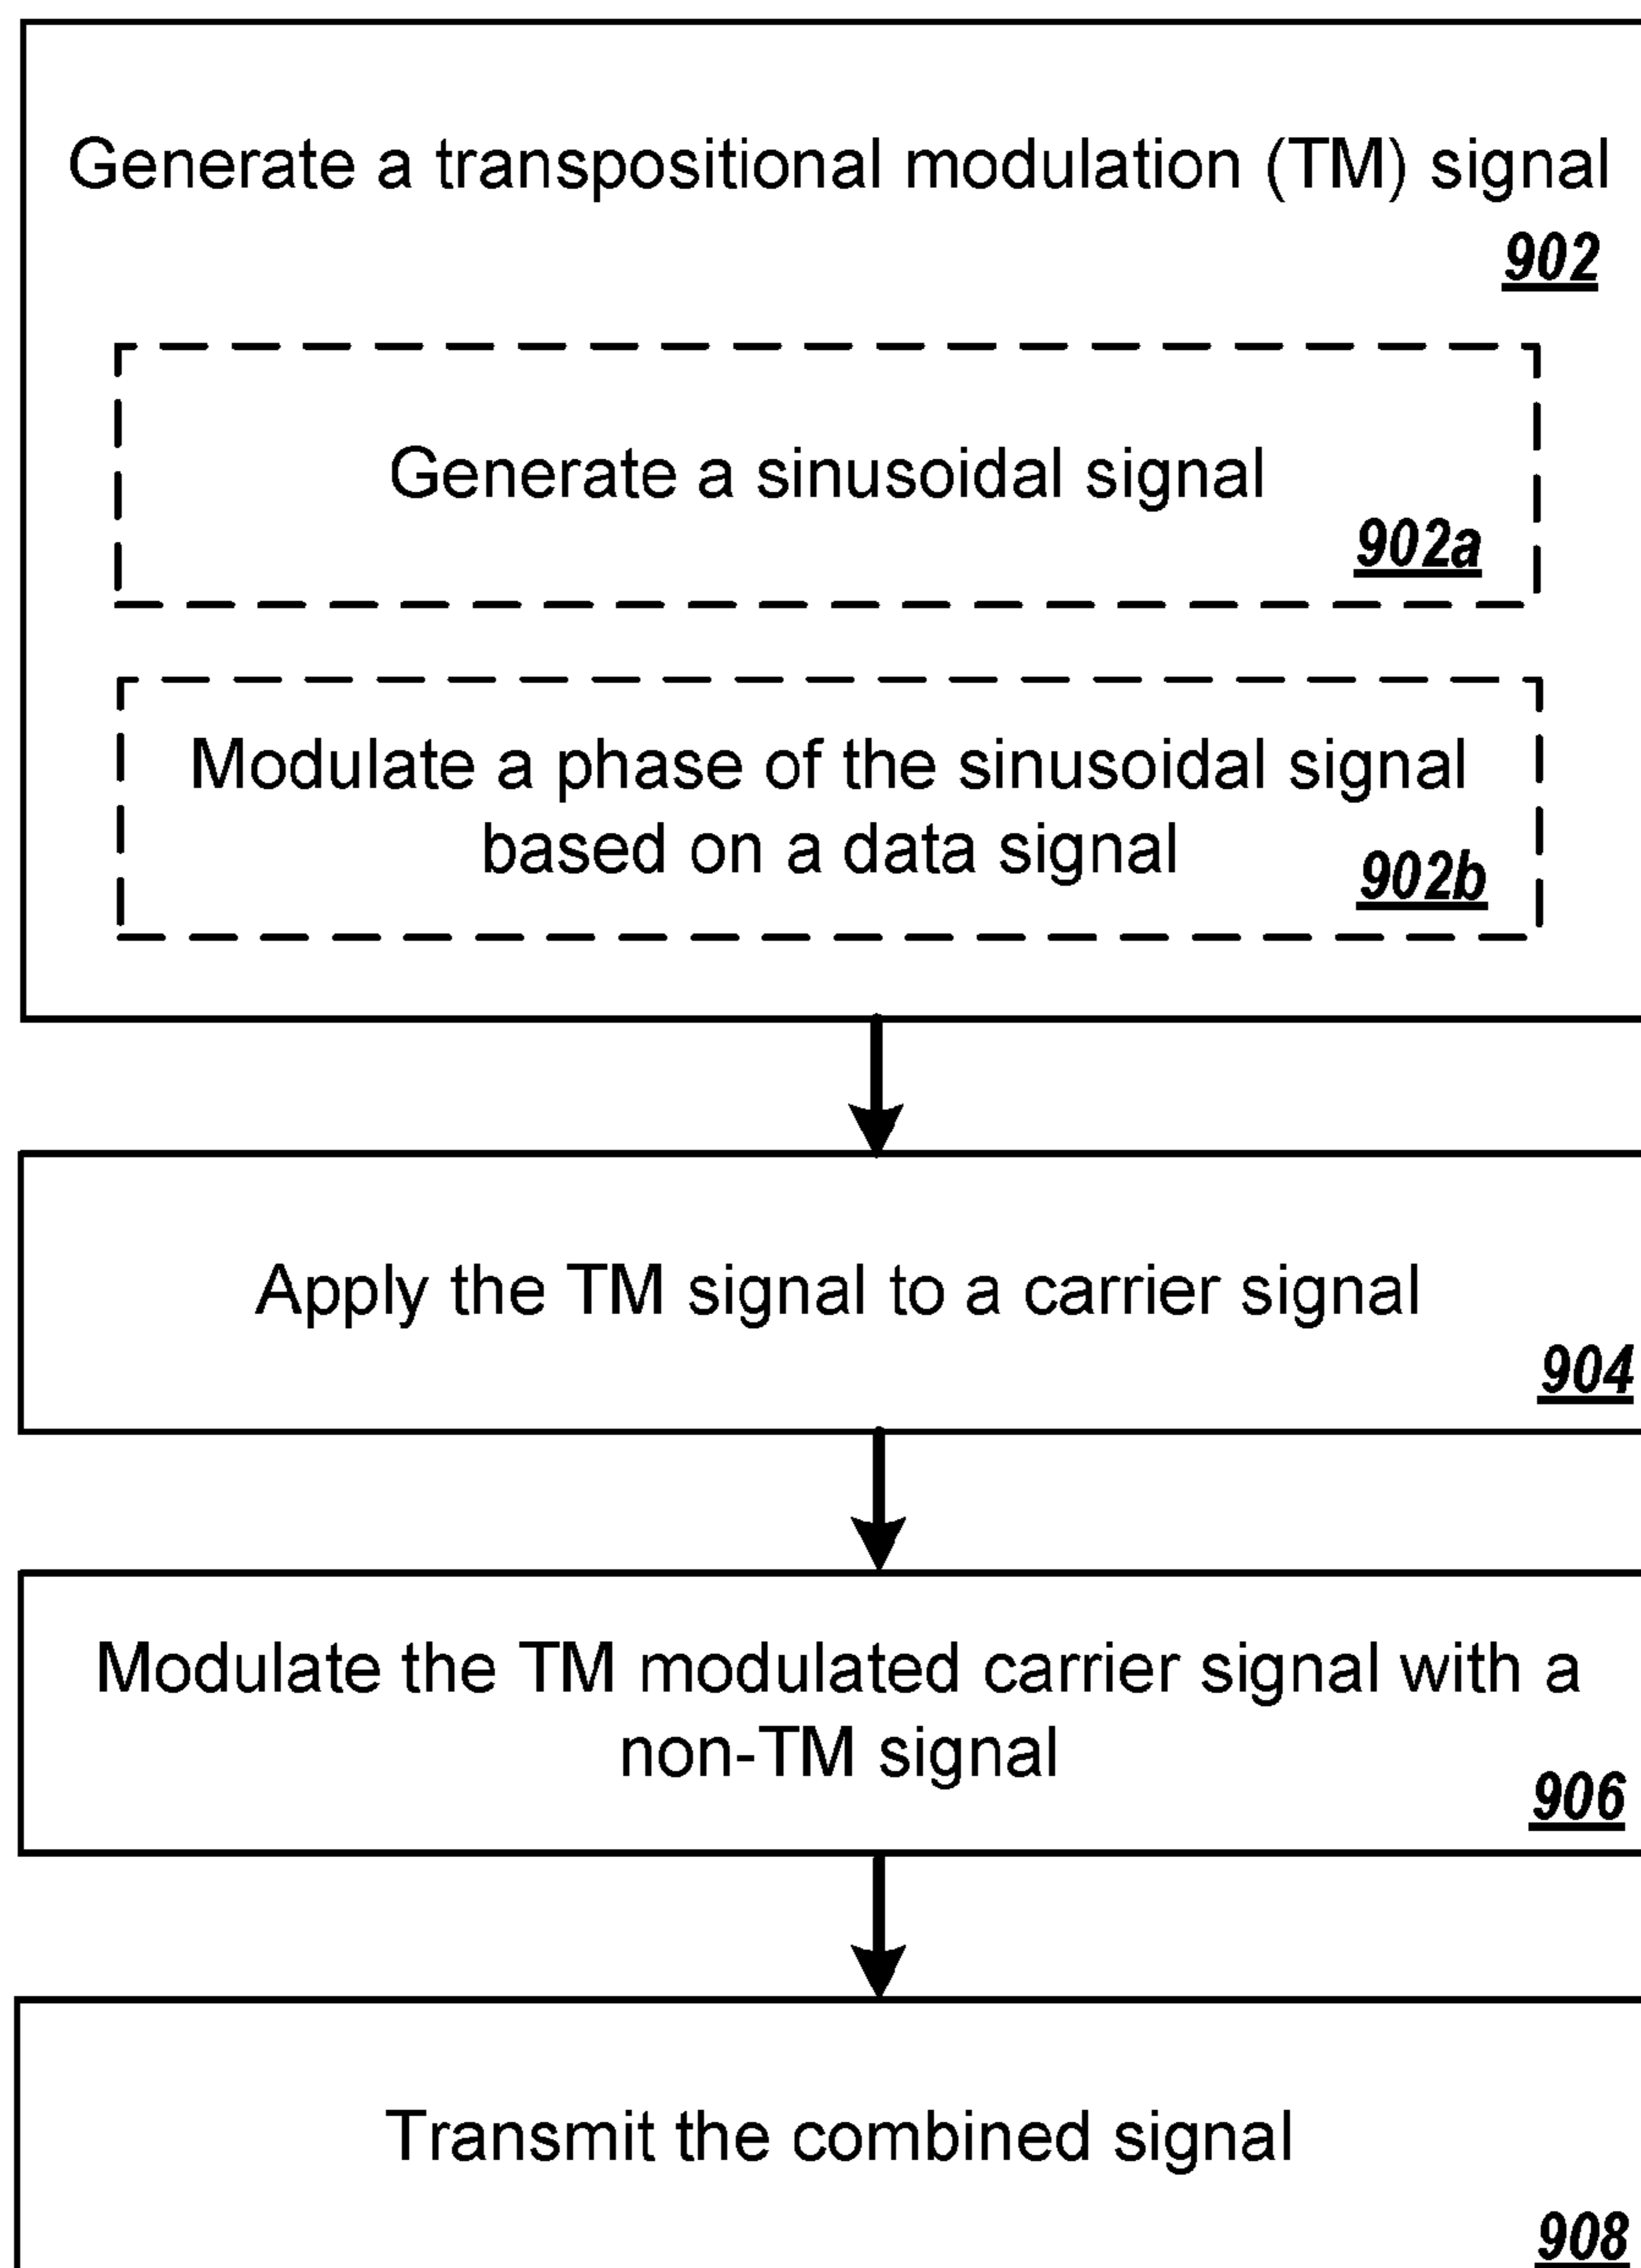 Generate a transpositional modulation (TM) signal
902
Generate a sinusoidal signal
902a
Modulate a phase of the sinusoidal signal
based on a data signal
902b
Apply the TM signal to a carrier signal
904
Modulate the TM modulated carrier signal with a
non-TM signal
906
Transmit the combined signal
908